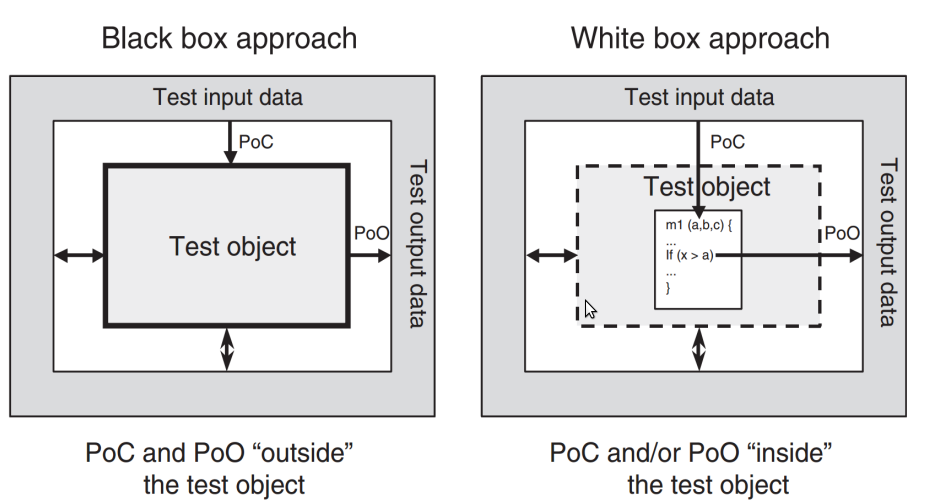 Black box approach
Test input data
PoC
Test object
PoO
Test output data
PoC and PoO “outside”
the test object
White box approach
Test input data
PoC
Test object
m1 (a,b,c) {
...
If (x > a)
...
}
PoO
Test output data
PoC and/or PoO “inside”
the test object